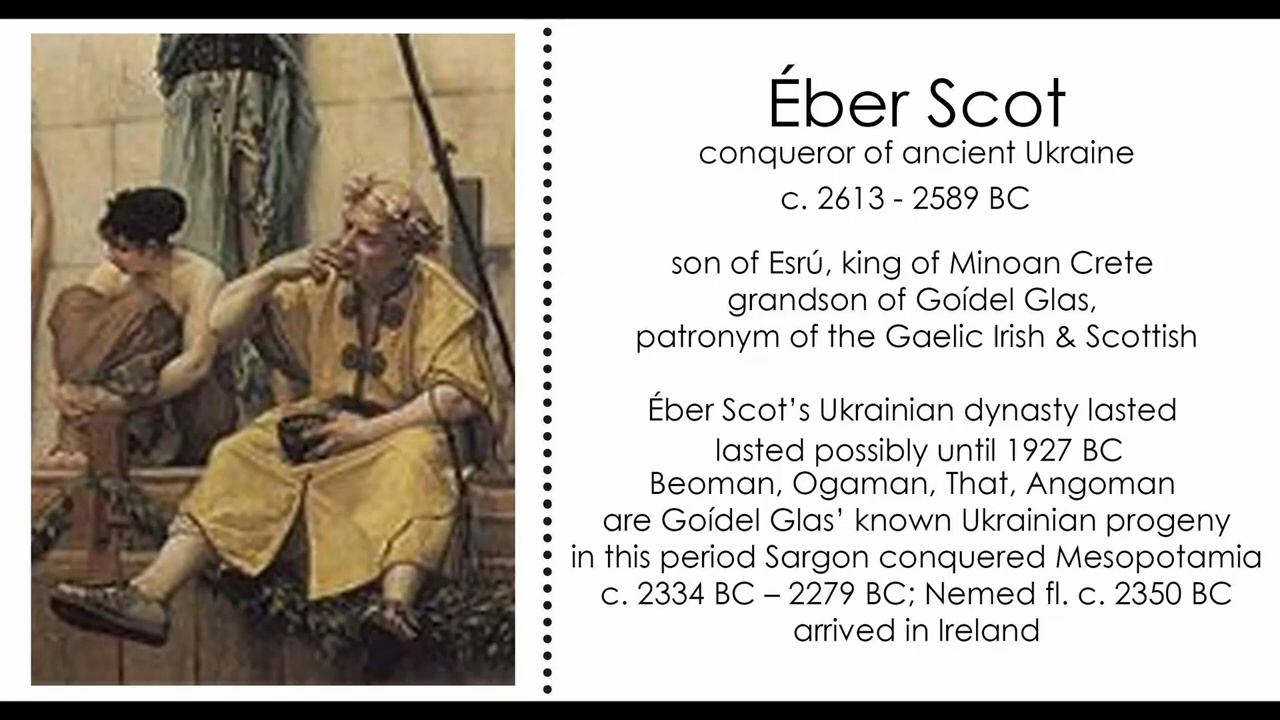 Éber Scot
conqueror of ancient Ukraine
c. 2613 - 2589 BC
son of Esrú, king of Minoan Crete
grandson of Goídel Glas,
patronym of the Gaelic Irish & Scottish
Éber Scot’s Ukrainian dynasty lasted
lasted possibly until 1927 BC
Beoman, Ogaman, That, Angoman
are Goídel Glas’ known Ukrainian progeny
in this period Sargon conquered Mesopotamia
c. 2334 BC – 2279 BC; Nemed fl. c. 2350 BC
arrived in Ireland